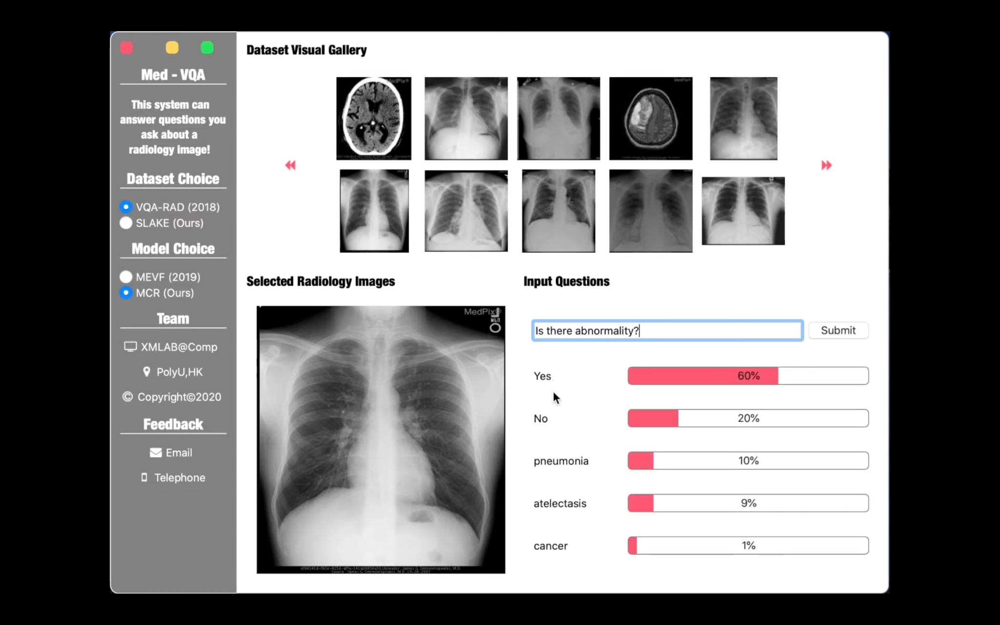 Med - VQA
This system can
answer questions you
ask about a
radiology image!
Dataset Choice
VQA-RAD (2018)
SLAKE (Ours)
Model Choice
MEVF (2019)
MCR (Ours)
Team
XMLAB@Comp
PolyU,HK
© Copyright©2020
Feedback
Email
Telephone
Dataset Visual Gallery
MedPix®
MedPix®
Selected Radiology Images
MedPix®
L
NLO
O
Input Questions
Is there abnormality?
Submit
Yes 60%
No 20%
pneumonia 10%
atelectasis 9%
cancer 1%